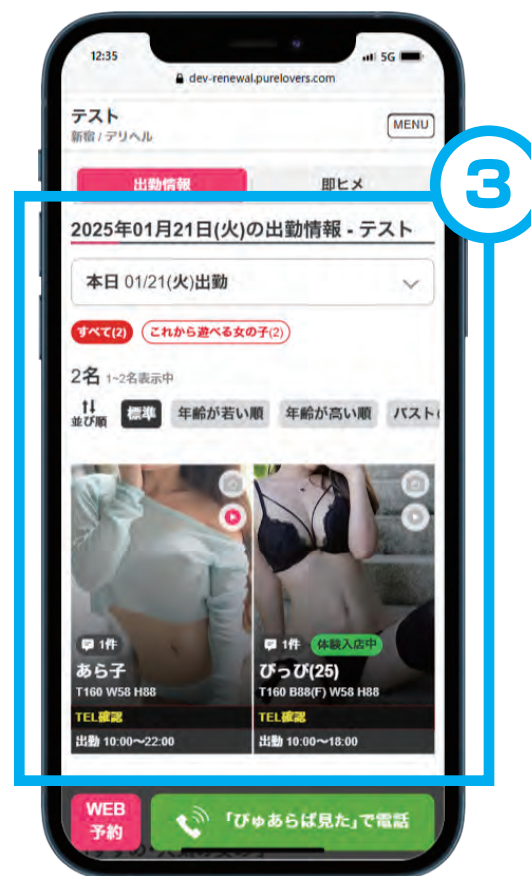 12:35
5G
dev-renewal.purelovers.com
テスト
新宿 / デリヘル
MENU
出勤情報
即ヒメ
3
2025年01月21日(火)の出勤情報 - テスト
本日 01/21(火)出勤
すべて(2)
これから遊べる女の子(2)
2名 1~2名表示中
並び順
標準
年齢が若い順
年齢が高い順
バスト
1件
あら子
T160 W58 H88
TEL確認
出勤 10:00〜22:00
1件
体験入店中
ぴっぴ(25)
T160 B88(F) W58 H88
TEL確認
出勤 10:00〜18:00
WEB
予約
「ぴゅあらば見た」で電話